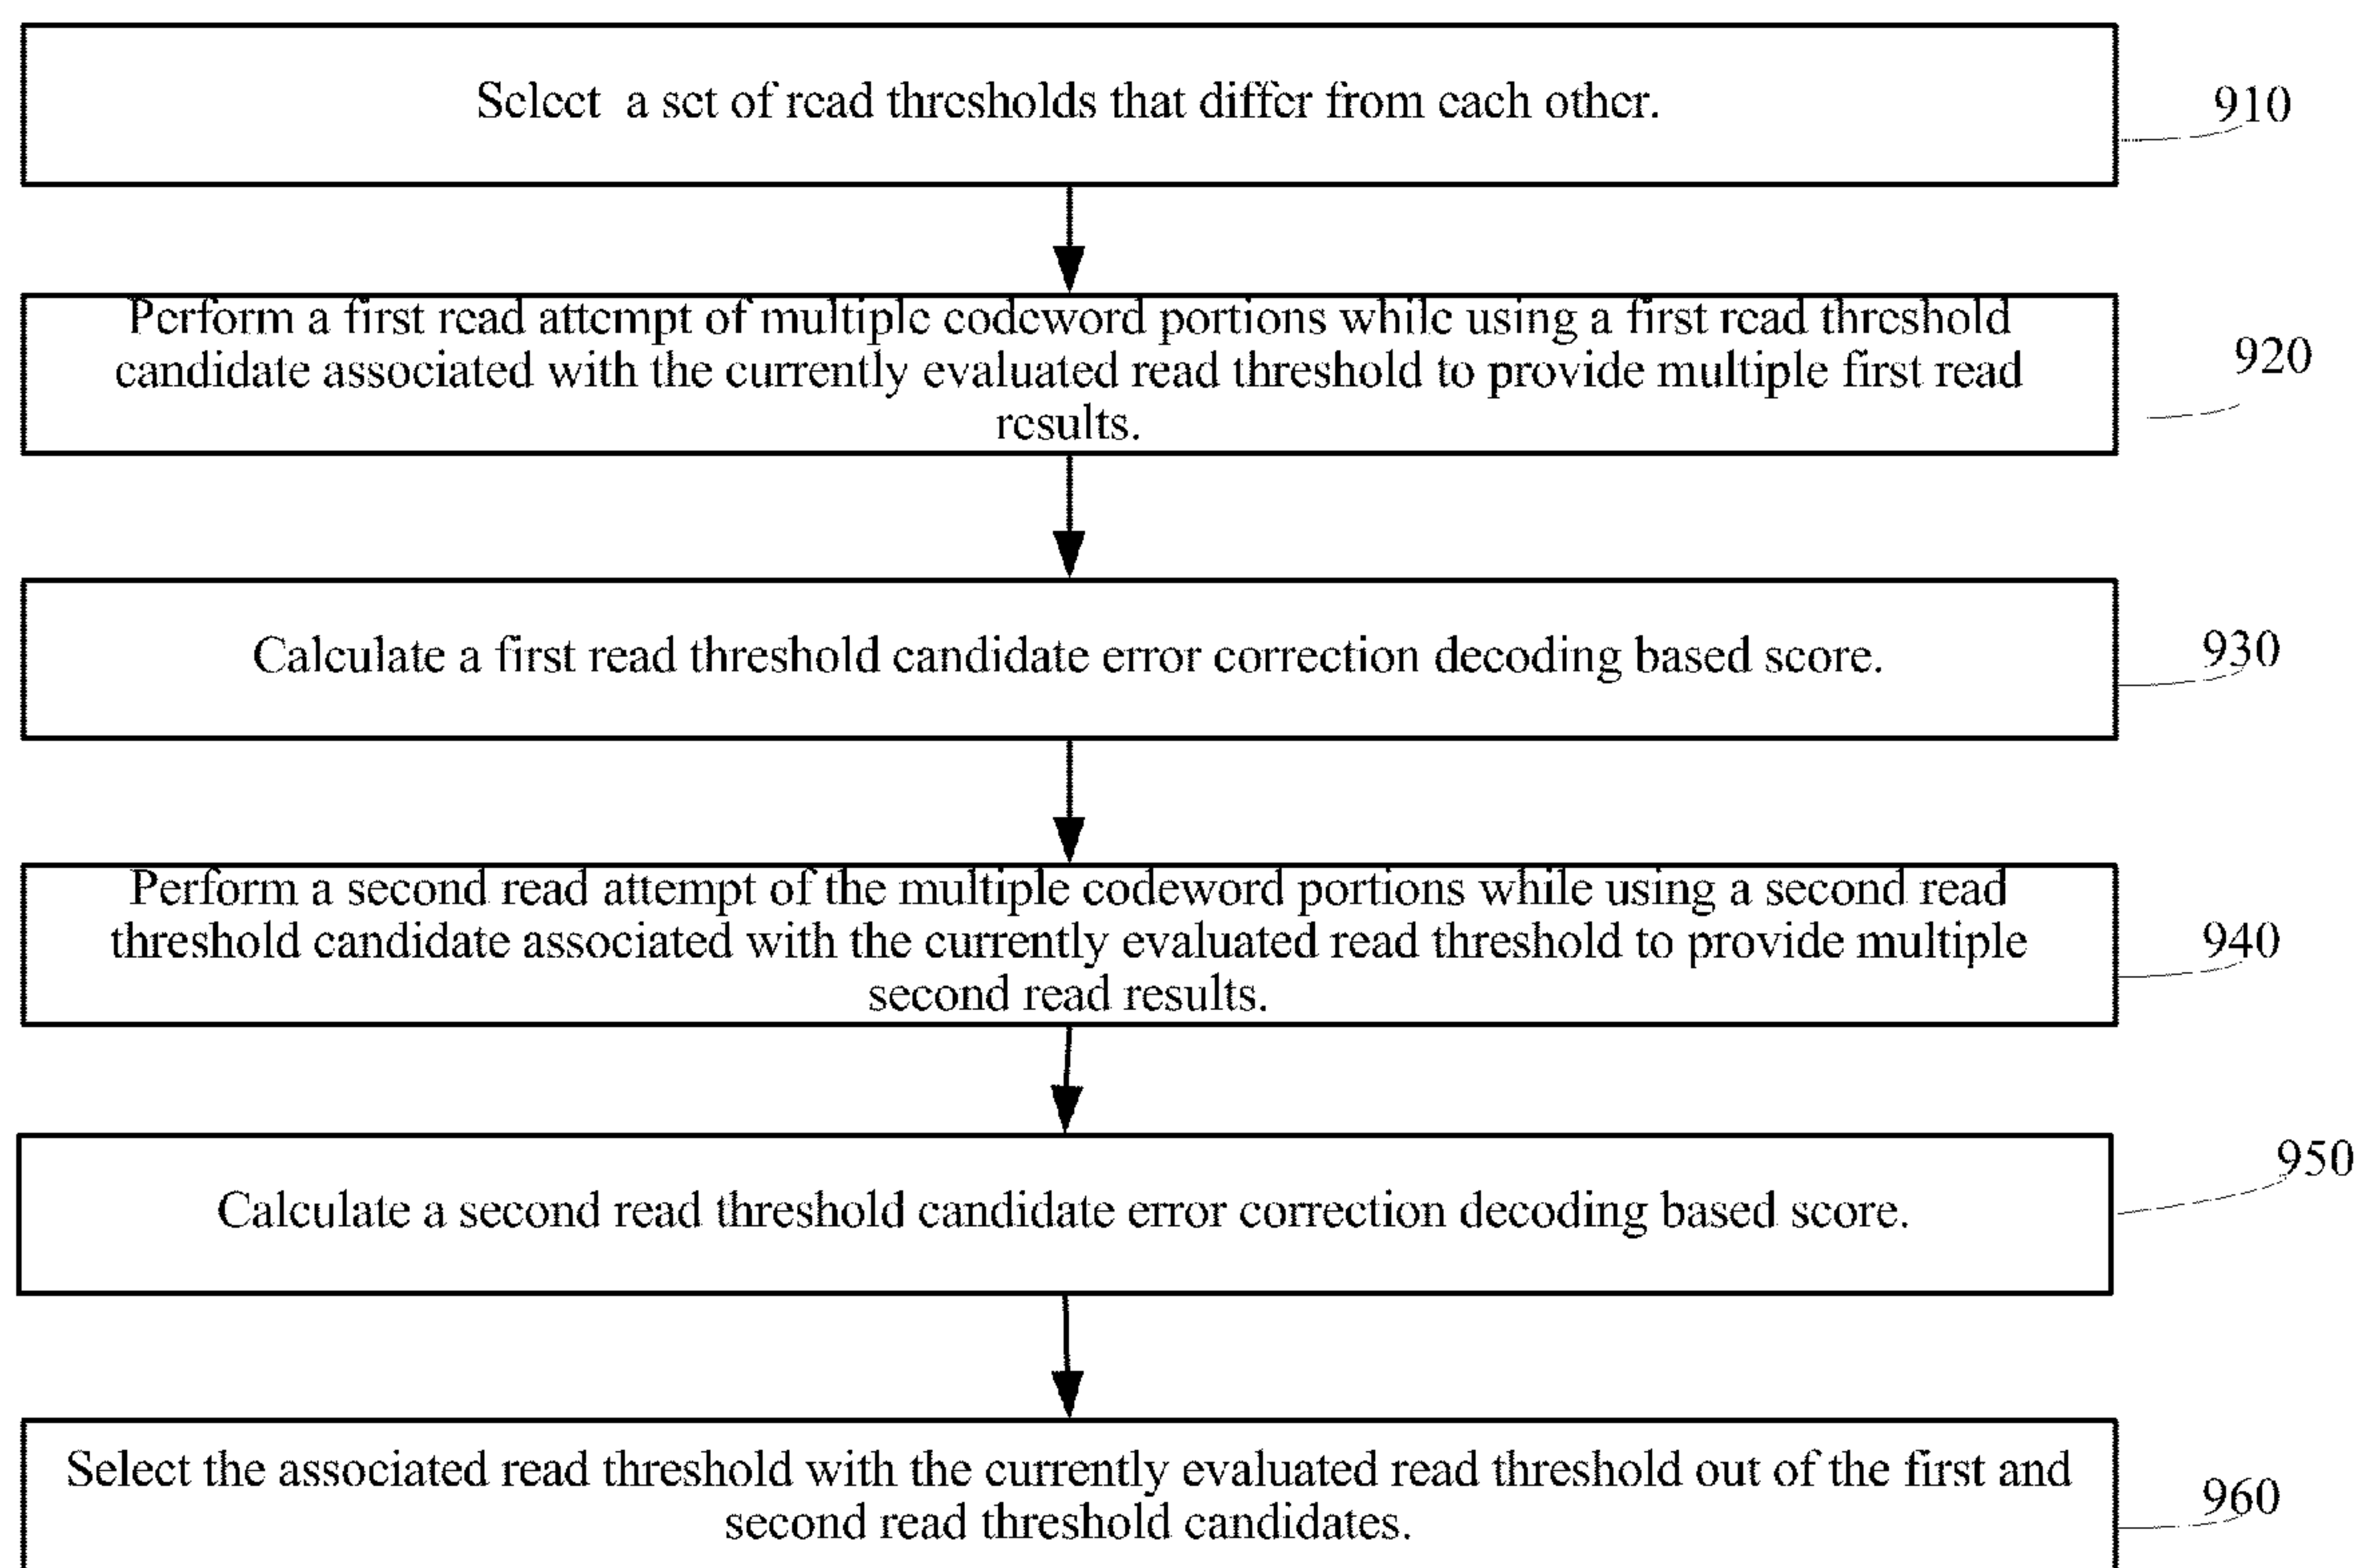 Select a set of read thresholds that differ from each other.
910
Perform a first read attempt of multiple codeword portions while using a first read threshold
candidate associated with the currently evaluated read threshold to provide multiple first read
results.
920
Calculate a first read threshold candidate error correction decoding based score.
930
Perform a second read attempt of the multiple codeword portions while using a second read
threshold candidate associated with the currently evaluated read threshold to provide multiple
second read results.
940
Calculate a second read threshold candidate error correction decoding based score.
950
Select the associated read threshold with the currently evaluated read threshold out of the first and
second read threshold candidates.
960